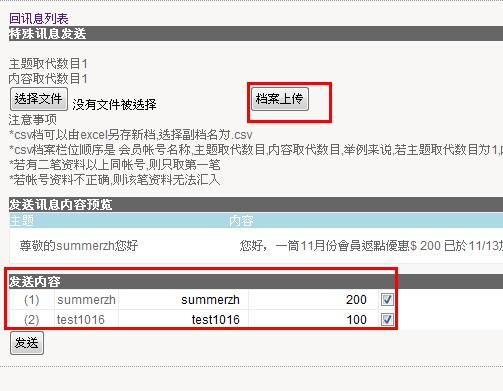 回讯息列表
特殊讯息发送
主题取代数目1
内容取代数目1
选择文件 没有文件被选择 档案上传
注意事项
*csv档可以由excel另存新档,选择副档名为.csv
*csv档案栏位顺序是 会员帐号名称,主题取代数目,内容取代数目,举例来说,若主题取代数目为1,
*若有二笔资料以上同帐号,则只取第一笔
*若帐号资料不正确,则该笔资料无法汇入
发送讯息内容预览
主题 内容
尊敬的summerzh您好 您好，一筒11月份會員返點優惠$ 200 已於11/13
发送内容
(1) summerzh summerzh 200
(2) test1016 test1016 100
发送